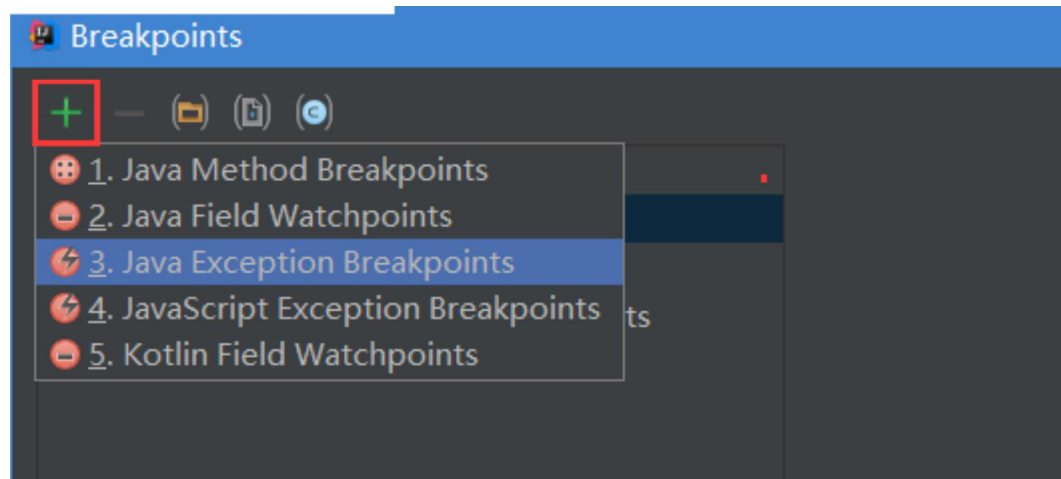 Breakpoints
1. Java Method Breakpoints
2. Java Field Watchpoints
3. Java Exception Breakpoints
4. JavaScript Exception Breakpoints
ts
5. Kotlin Field Watchpoints